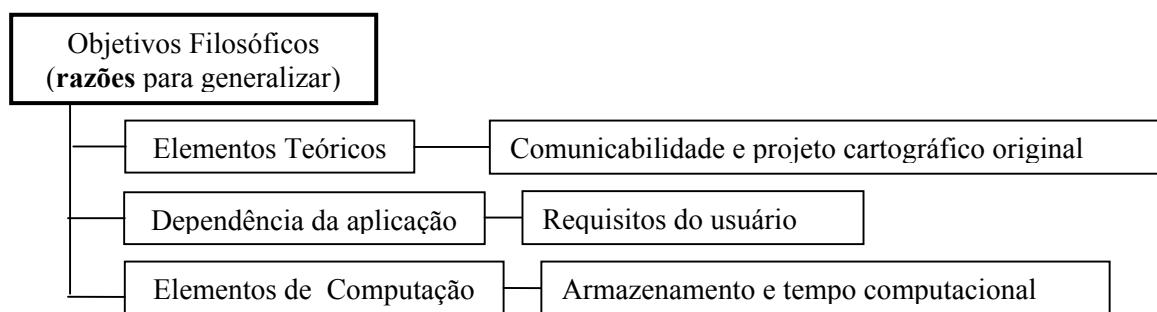 Objetivos Filosóficos
(razões para generalizar)
Elementos Teóricos
Comunicabilidade e projeto cartográfico original
Dependência da aplicação
Requisitos do usuário
Elementos de Computação
Armazenamento e tempo computacional